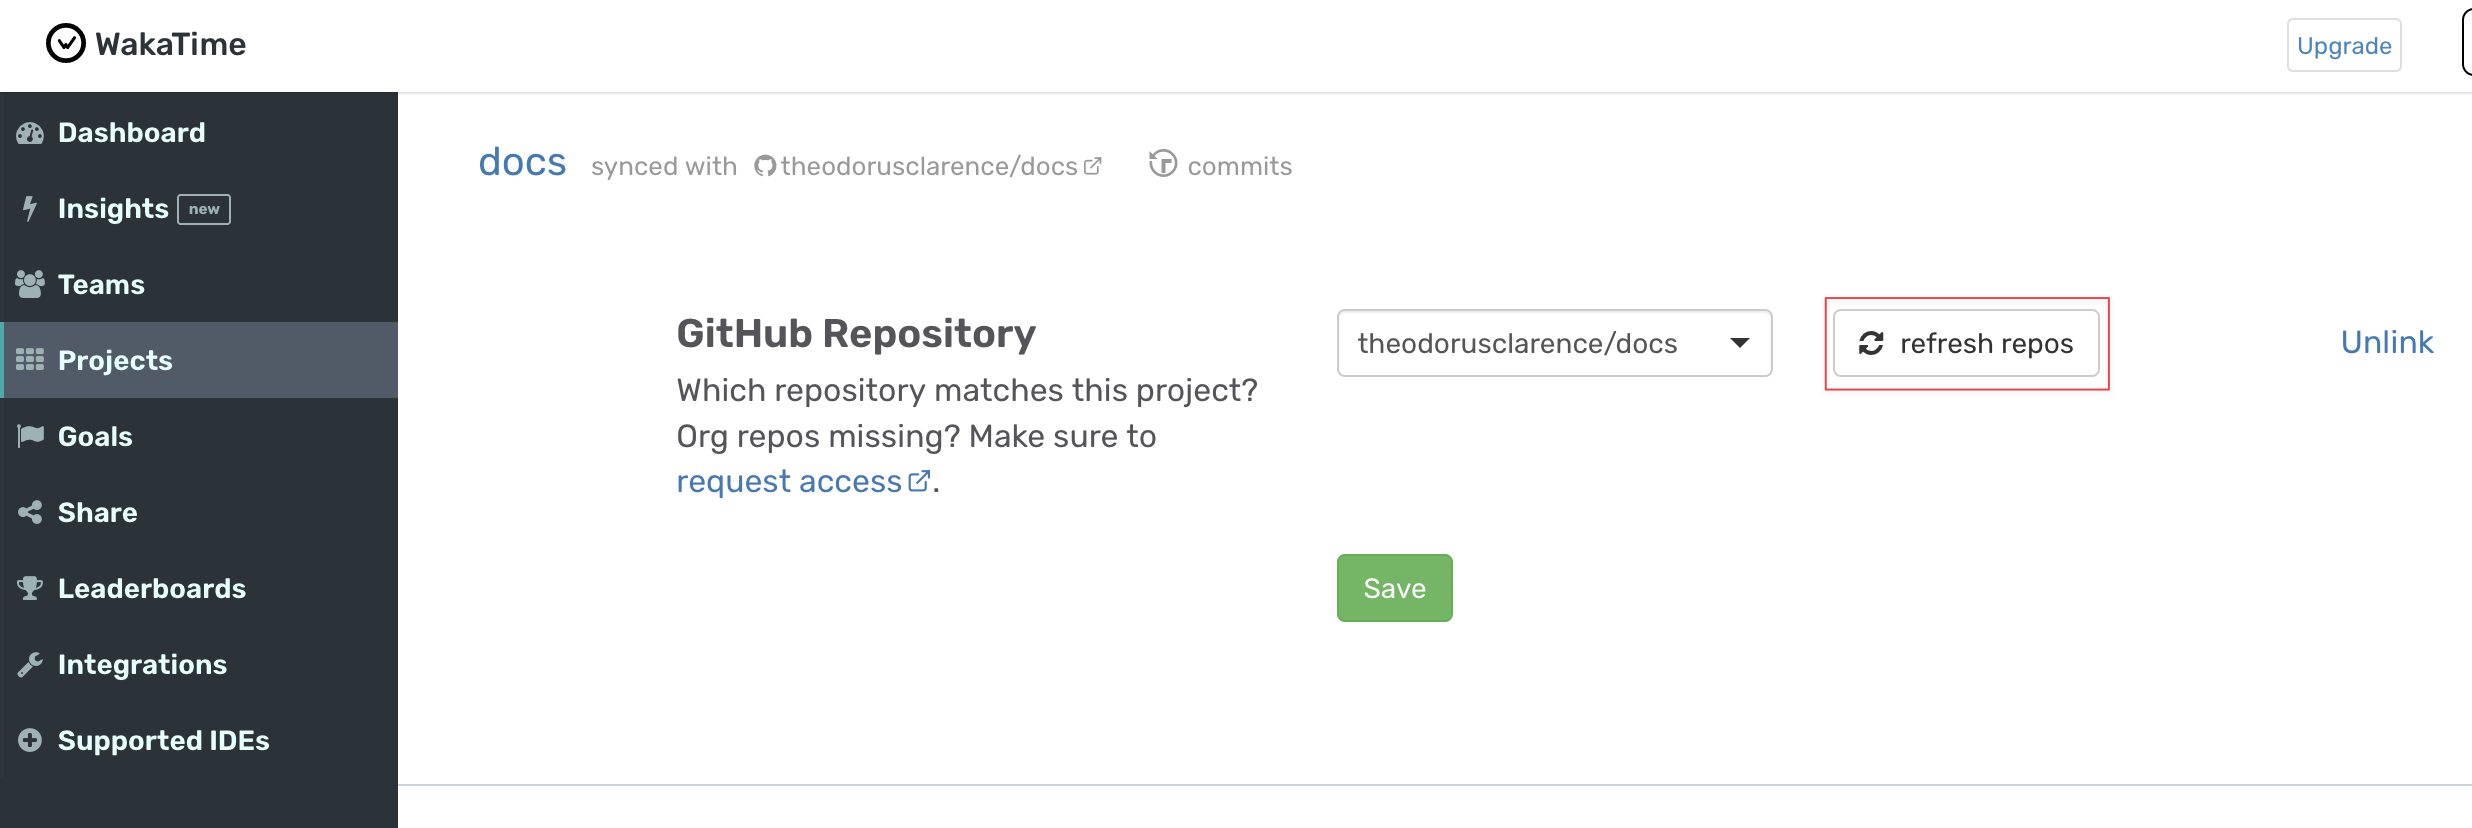 WakaTime
Upgrade
Dashboard
Insights new
Teams
Projects
Goals
Share
Leaderboards
Integrations
Supported IDEs
docs synced with theodorusclarence/docs commits
GitHub Repository
Which repository matches this project?
Org repos missing? Make sure to
request access.
theodorusclarence/docs
refresh repos
Unlink
Save